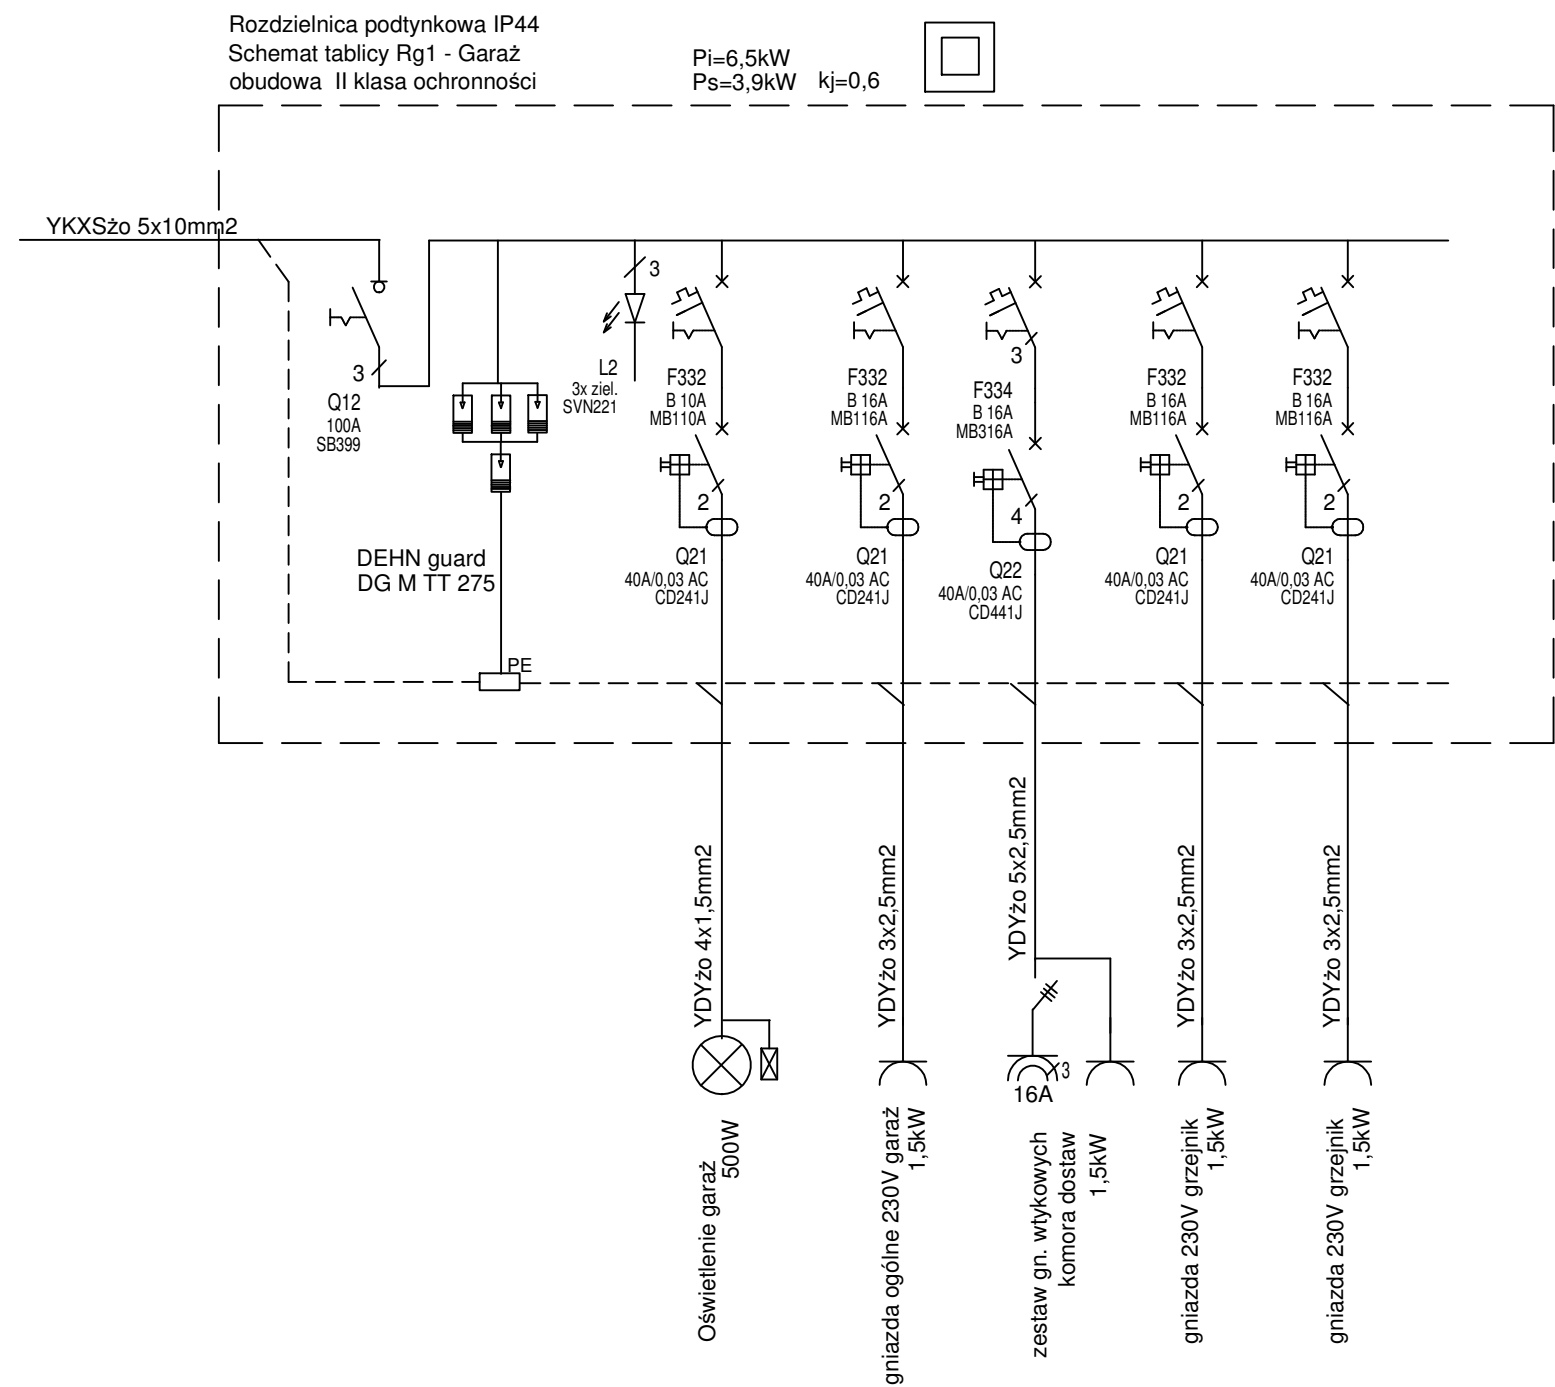 Rozdzielnica podtynkowa IP44
Schemat tablicy Rg1 - Garaż
obudowa II klasa ochronności
Pi=6,5kW
Ps=3,9kW kj=0,6
YKXSżo 5x10mm2
3
Q12
100A
SB399
DEHN guard
DG M TT 275
PE
3
L2
3x ziel.
SVN221
F332
B 10A
MB110A
2
Q21
40A/0,03 AC
CD241J
F332
B 16A
MB116A
2
Q21
40A/0,03 AC
CD241J
3
F334
B 16A
MB316A
4
Q22
40A/0,03 AC
CD441J
F332
B 16A
MB116A
2
Q21
40A/0,03 AC
CD241J
F332
B 16A
MB116A
2
Q21
40A/0,03 AC
CD241J
YDYżo 4x1,5mm2
YDYżo 3x2,5mm2
YDYżo 5x2,5mm2
YDYżo 3x2,5mm2
YDYżo 3x2,5mm2
3
16A
Oświetlenie garaż
500W
gniazda ogólne 230V garaż
1,5kW
zestaw gn. wtykowych
komora dostaw
1,5kW
gniazda 230V grzejnik
1,5kW
gniazda 230V grzejnik
1,5kW